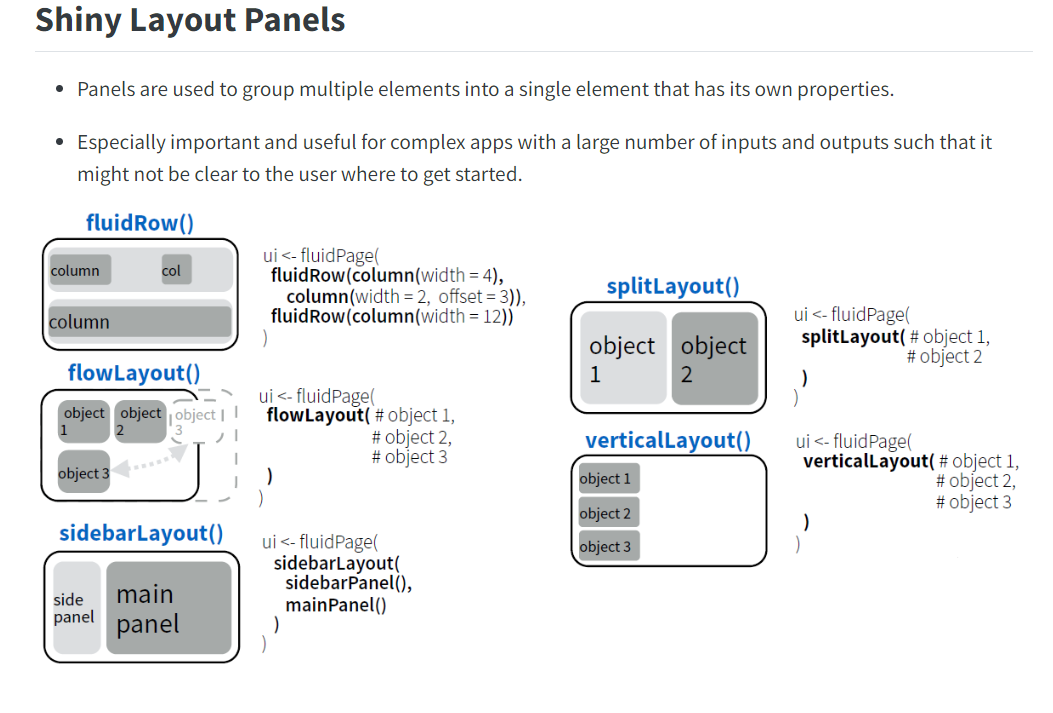 Shiny Layout Panels
• Panels are used to group multiple elements into a single element that has its own properties.
• Especially important and useful for complex apps with a large number of inputs and outputs such that it
might not be clear to the user where to get started.
fluidRow()
column
col
column
ui <- fluidPage(
fluidRow(column(width = 4),
column(width = 2, offset = 3)),
fluidRow(column(width = 12))
)
flowLayout()
object
1
object
2
object
3
object 3
ui <- fluidPage(
flowLayout( # object 1,
# object 2,
# object 3
)
)
sidebarLayout()
side
panel
main
panel
ui <- fluidPage(
sidebarLayout(
sidebarPanel(),
mainPanel()
)
)
splitLayout()
object
1
object
2
ui <- fluidPage(
splitLayout( # object 1,
# object 2
)
)
verticalLayout()
object 1
object 2
object 3
ui <- fluidPage(
verticalLayout( # object 1,
# object 2,
# object 3
)
)